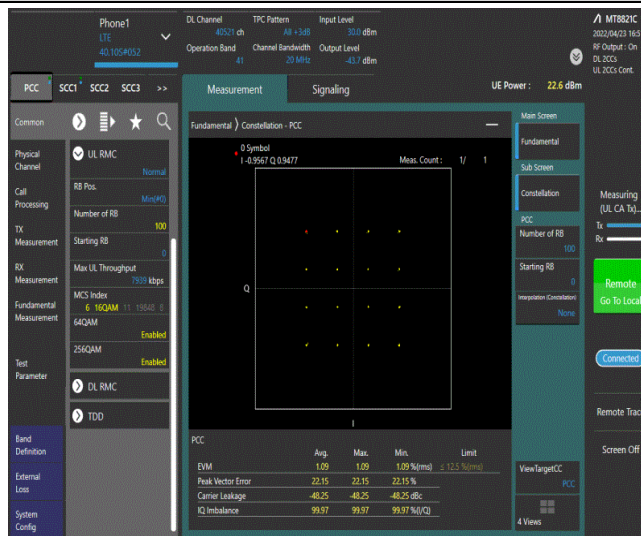 Phone1
LTE
40.105#052
DL Channel
40521 ch
TPC Pattern
All +3dB
Input Level
30.0 dBm
Operation Band
41
Channel Bandwidth
20 MHz
Output Level
-43.7 dBm
MT8821C
2022/04/23 16:5
RF Output : On
DL 2CCs
UL 2CCs Cont.
PCC SCC1 SCC2 SCC3 >>
Measurement
Signaling
UE Power : 22.6 dBm
Common
Physical
Channel
Call
Processing
TX
Measurement
RX
Measurement
Fundamental
Measurement
Test
Parameter
Band
Definition
External
Loss
System
Config
UL RMC
Normal
RB Pos.
Min(#0)
Number of RB
100
Starting RB
0
Max UL Throughput
7939 kbps
MCS Index
6 16QAM 11 19848 6
64QAM
Enabled
256QAM
Enabled
DL RMC
TDD
Fundamental Constellation - PCC
0 Symbol
I -0.9567 Q 0.9477
Meas. Count : 1/ 1
Q
I
PCC
Avg. Max. Min. Limit
EVM 1.09 1.09 1.09 %(rms) ≤ 12.5 %(rms)
Peak Vector Error 22.15 22.15 22.15 %
Carrier Leakage -48.25 -48.25 -48.25 dBc
IQ Imbalance 99.97 99.97 99.97 %(I/Q)
Main Screen
Fundamental
Sub Screen
Constellation
PCC
Number of RB
100
Starting RB
0
Interpolation (Constellation)
None
ViewTargetCC
PCC
4 Views
Measuring
(UL CA Tx)...
Tx
Rx
Remote
Go To Local
Connected
Remote Trac
Screen Off